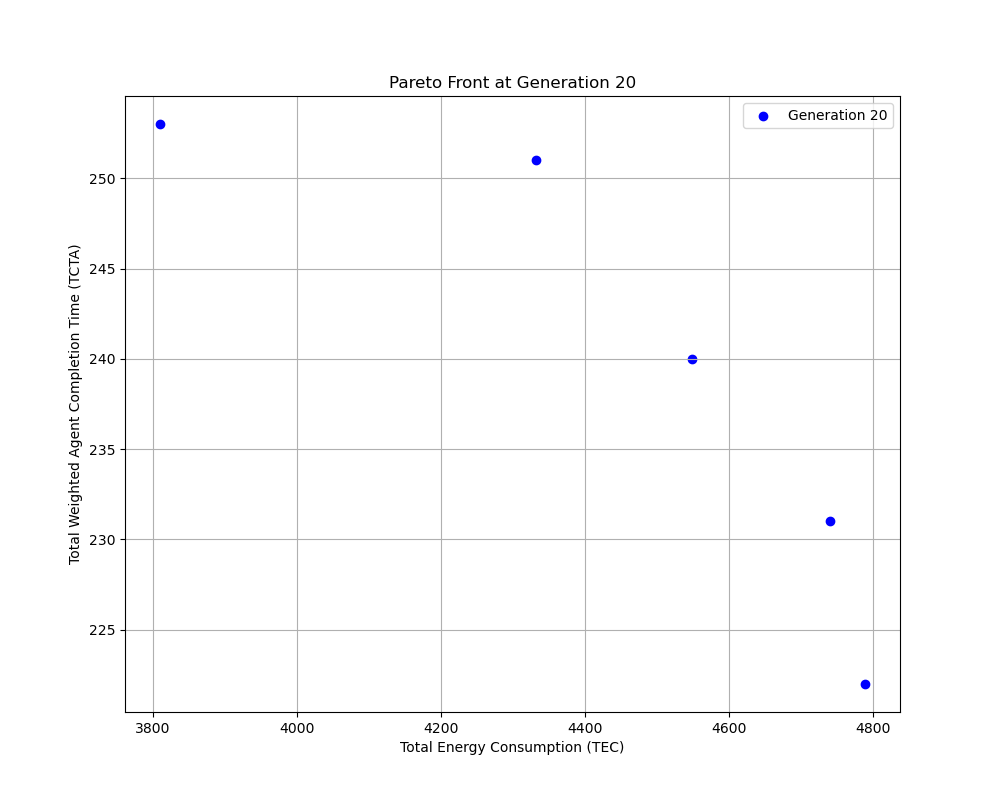 Pareto Front at Generation 20
Generation 20
250
245
240
235
230
225
Total Weighted Agent Completion Time (TCTA)
3800 4000 4200 4400 4600 4800
Total Energy Consumption (TEC)